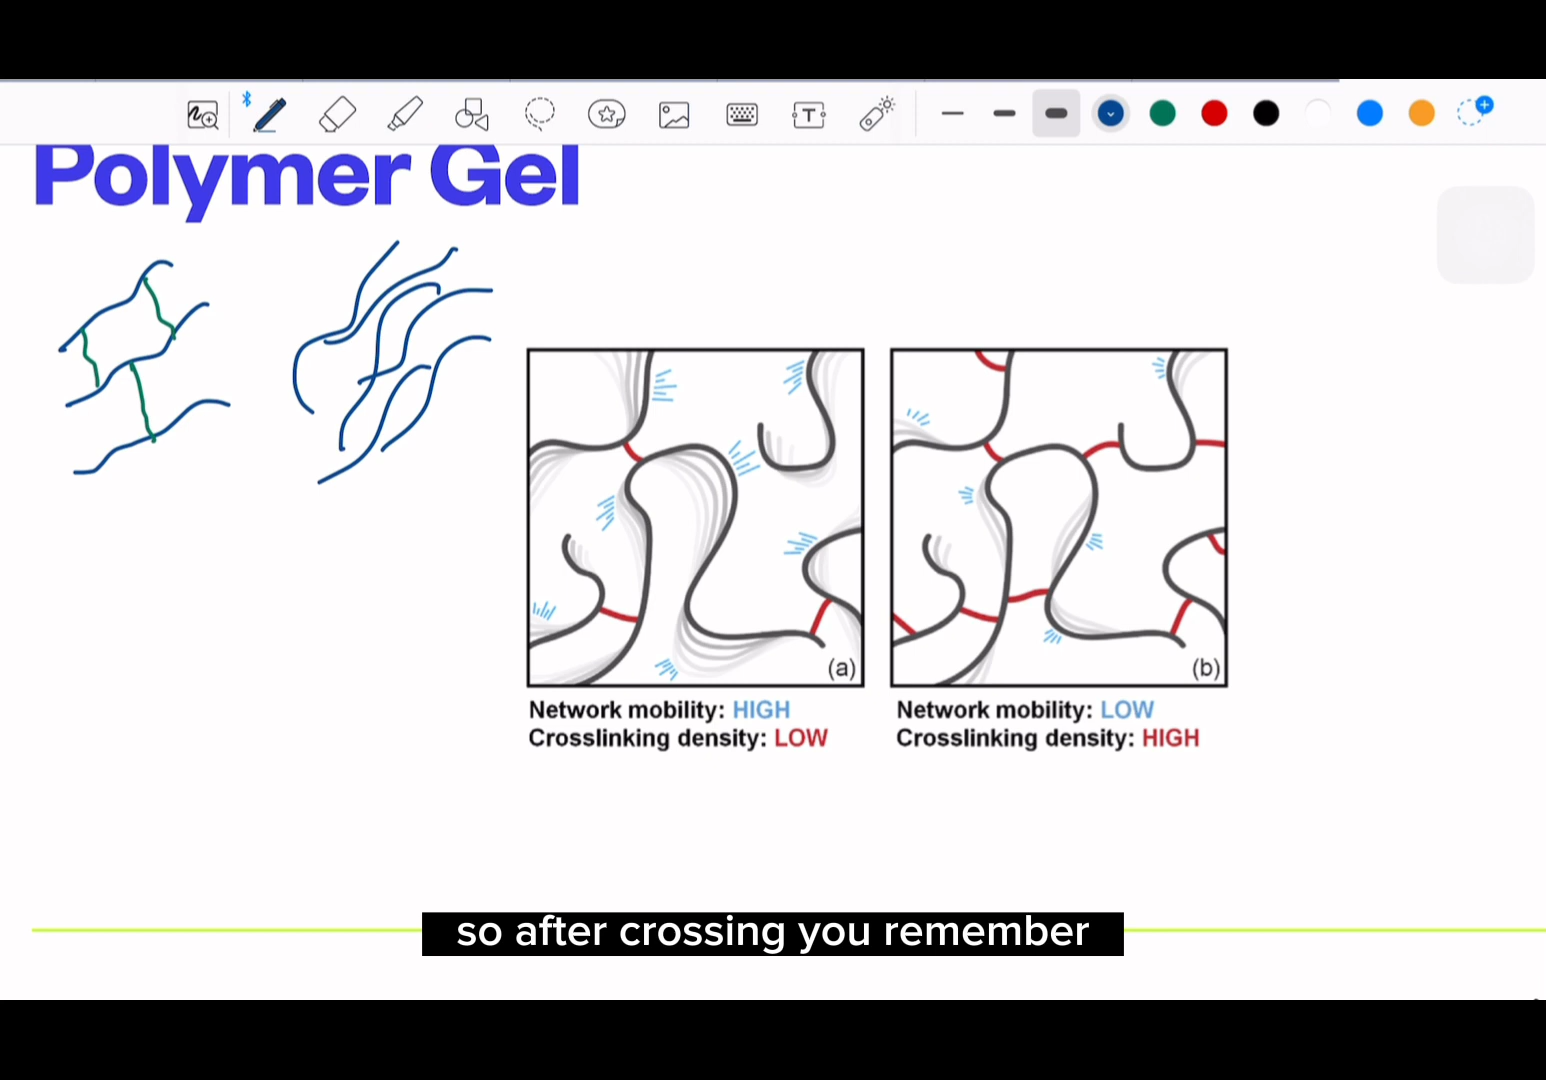 Polymer Gel
T
(a)
(b)
Network mobility: HIGH
Crosslinking density: LOW
Network mobility: LOW
Crosslinking density: HIGH
so after crossing you remember